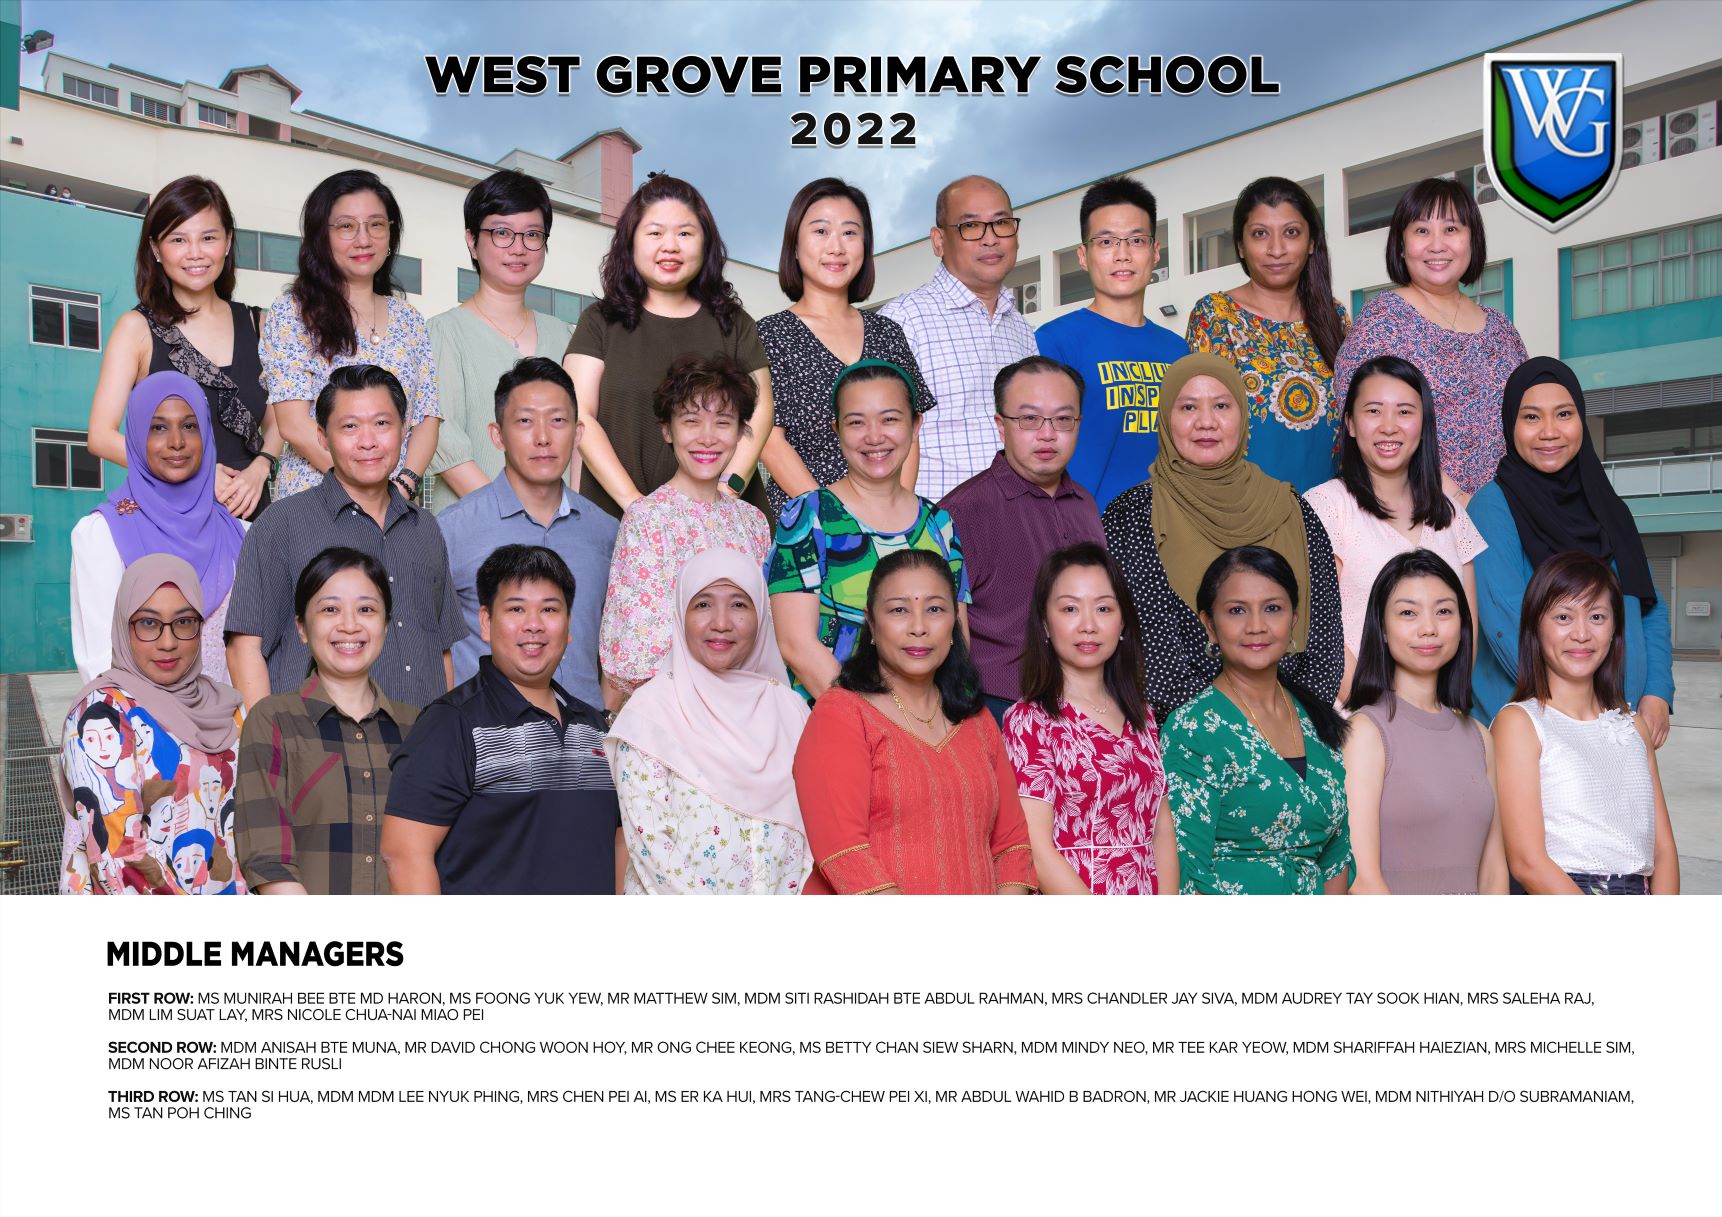 WEST GROVE PRIMARY SCHOOL
2022
WG
INCLU
INSP
PL
MIDDLE MANAGERS
FIRST ROW: MS MUNIRAH BEE BTE MD HARON, MS FOONG YUK YEW, MR MATTHEW SIM, MDM SITI RASHIDAH BTE ABDUL RAHMAN, MRS CHANDLER JAY SIVA, MDM AUDREY TAY SOOK HIAN, MRS SALEHA RAJ,
MDM LIM SUAT LAY, MRS NICOLE CHUA-NAI MIAO PEI
SECOND ROW: MDM ANISAH BTE MUNA, MR DAVID CHONG WOON HOY, MR ONG CHEE KEONG, MS BETTY CHAN SIEW SHARN, MDM MINDY NEO, MR TEE KAR YEOW, MDM SHARIFFAH HAIEZIAN, MRS MICHELLE SIM,
MDM NOOR AFIZAH BINTE RUSLI
THIRD ROW: MS TAN SI HUA, MDM MDM LEE NYUK PHING, MRS CHEN PEI AI, MS ER KA HUI, MRS TANG-CHEW PEI XI, MR ABDUL WAHID B BADRON, MR JACKIE HUANG HONG WEI, MDM NITHIYAH D/O SUBRAMANIAM,
MS TAN POH CHING